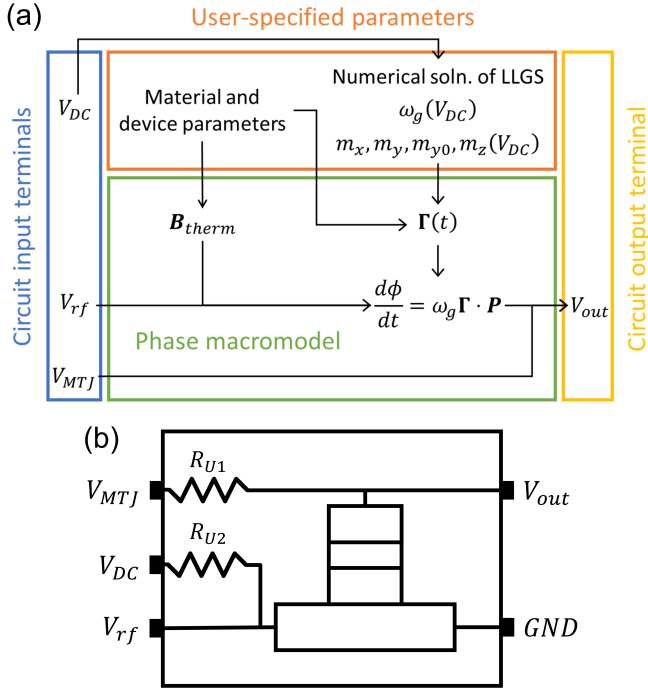 (a)
User-specified parameters
Circuit input terminals
V_{DC}
Material and
device parameters
Numerical soln. of LLGS
ω_g(V_{DC})
m_x, m_y, m_{y0}, m_z(V_{DC})
B_{therm}
Γ(t)
V_{rf}
dϕ/dt = ω_g Γ · P
V_{out}
Phase macromodel
V_{MTJ}
Circuit output terminal
(b)
R_{U1}
V_{MTJ}
V_{out}
R_{U2}
V_{DC}
V_{rf}
GND